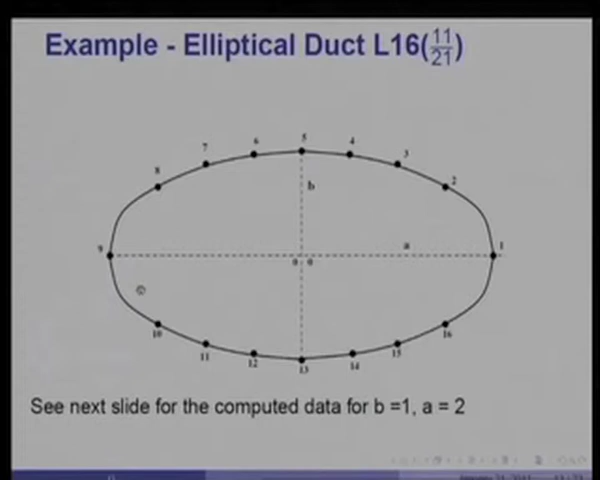 Example - Elliptical Duct L16(11/21)
5
7 6 4 3
8 2
b
9 a 1
0 0
10 16
11 12 13 14 15
See next slide for the computed data for b =1, a = 2